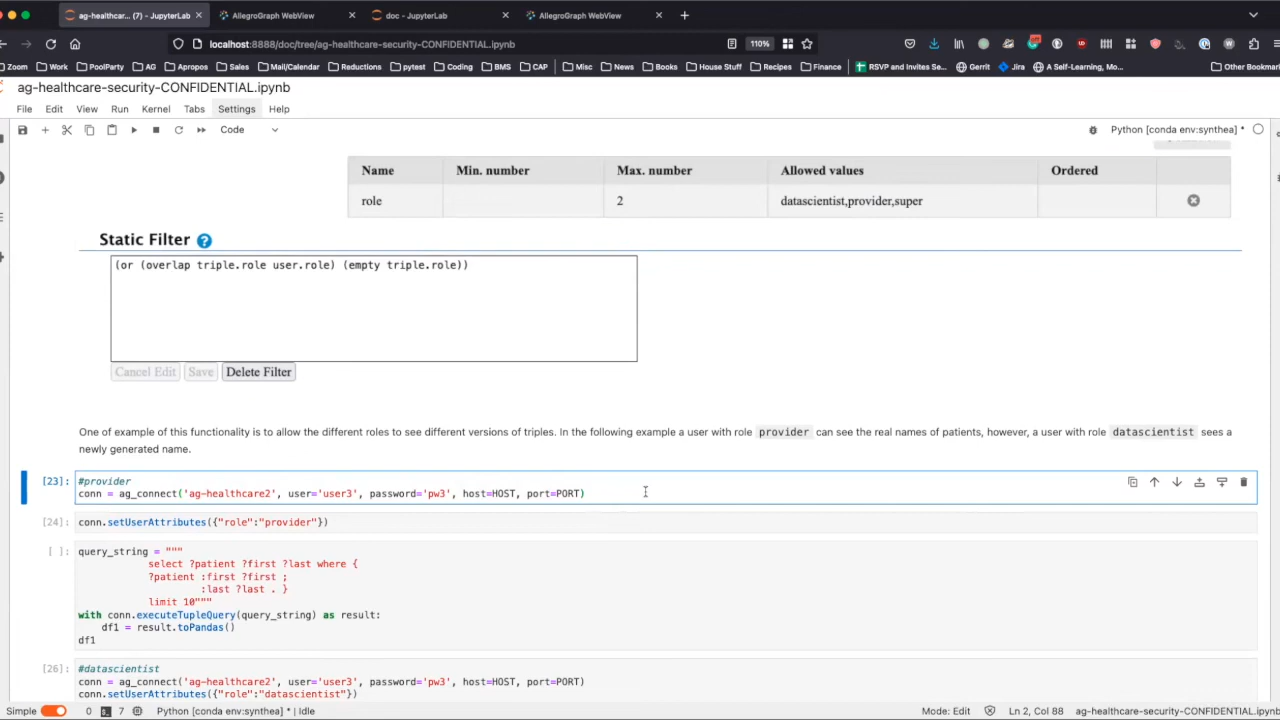 ag-healthcar... (7) - JupyterLab
AllegroGraph WebView
doc - JupyterLab
AllegroGraph WebView
localhost:8888/doc/tree/ag-healthcare-security-CONFIDENTIAL.ipynb
110%
Zoom Work PoolParty AG Apropos Sales Mail/Calendar Reductions pytest Coding BMS CAP Misc News Books House Stuff Recipes Finance RSVP and Invites Se... Gerrit Jira A Self-Learning, Mo... Other Bookmar
ag-healthcare-security-CONFIDENTIAL.ipynb
File Edit View Run Kernel Tabs Settings Help
Code
Python [conda env:synthea] *
Name Min. number Max. number Allowed values Ordered
role 2 datascientist,provider,super
Static Filter ?
(or (overlap triple.role user.role) (empty triple.role))
Cancel Edit Save Delete Filter
One of example of this functionality is to allow the different roles to see different versions of triples. In the following example a user with role provider can see the real names of patients, however, a user with role datascientist sees a
newly generated name.
[23]: #provider
conn = ag_connect('ag-healthcare2', user='user3', password='pw3', host=HOST, port=PORT)
[24]: conn.setUserAttributes({"role":"provider"})
[ ]: query_string = """
select ?patient ?first ?last where {
?patient :first ?first ;
:last ?last . }
limit 10"""
with conn.executeTupleQuery(query_string) as result:
df1 = result.toPandas()
df1
[26]: #datascientist
conn = ag_connect('ag-healthcare2', user='user3', password='pw3', host=HOST, port=PORT)
conn.setUserAttributes({"role":"datascientist"})
Simple 0 7 Python [conda env:synthea] * | Idle Mode: Edit Ln 2, Col 88 ag-healthcare-security-CONFIDENTIAL.ipynb